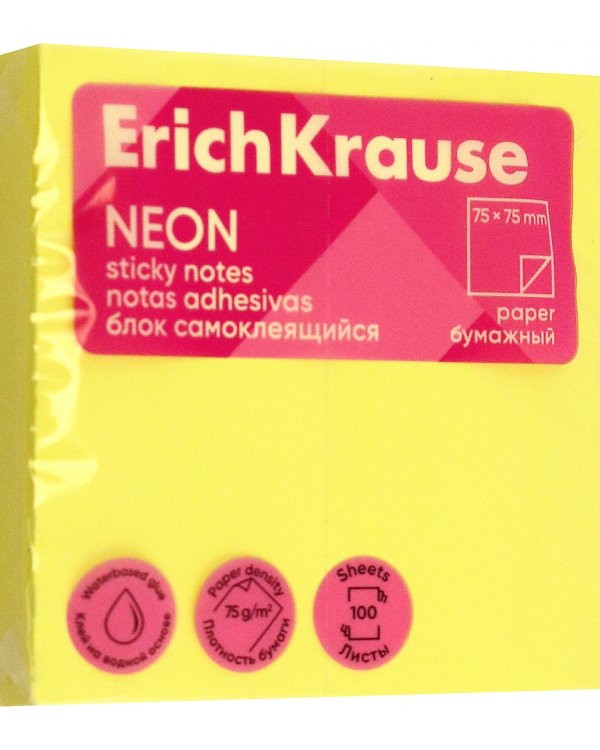 ErichKrause
NEON
sticky notes
notas adhesivas
блок самоклеящийся
75 × 75 mm
paper
бумажный
Waterbased glue
Клей на водной основе
Paper density
75 g/m²
Плотность бумаги
Sheets
100
Листы